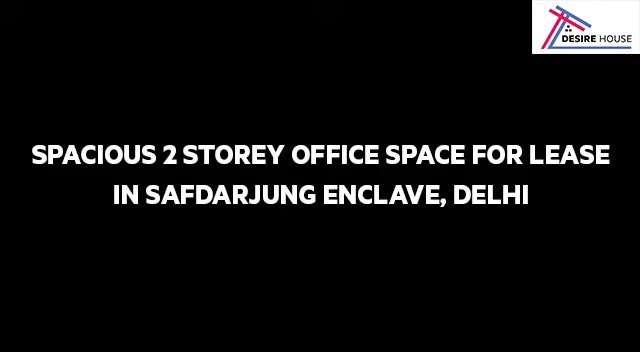 DESIRE HOUSE
SPACIOUS 2 STOREY OFFICE SPACE FOR LEASE
IN SAFDARJUNG ENCLAVE, DELHI